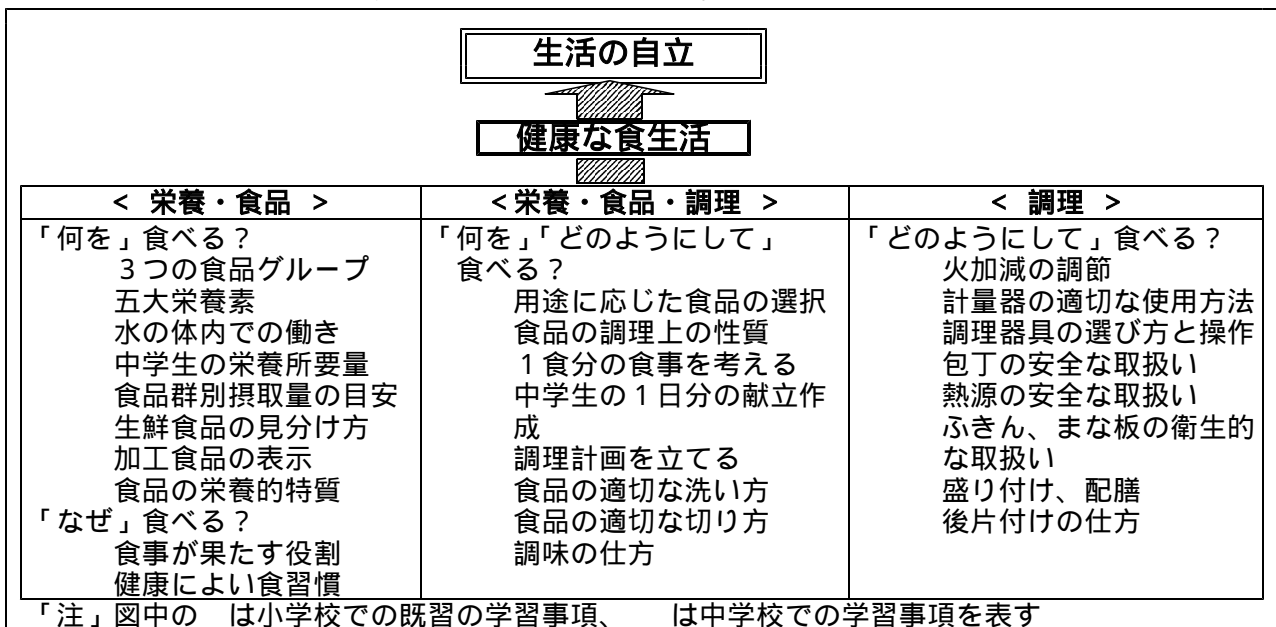 生活の自立
健康な食生活
< 栄養・食品 >
「何を」食べる?
３つの食品グループ
五大栄養素
水の体内での働き
中学生の栄養所要量
食品群別摂取量の目安
生鮮食品の見分け方
加工食品の表示
食品の栄養的特質
「なぜ」食べる?
食事が果たす役割
健康によい食習慣
<栄養・食品・調理 >
「何を」「どのようにして」
食べる?
用途に応じた食品の選択
食品の調理上の性質
１食分の食事を考える
中学生の１日分の献立作
成
調理計画を立てる
食品の適切な洗い方
食品の適切な切り方
調味の仕方
< 調理 >
「どのようにして」食べる?
火加減の調節
計量器の適切な使用方法
調理器具の選び方と操作
包丁の安全な取扱い
熱源の安全な取扱い
ふきん、まな板の衛生的
な取扱い
盛り付け、配膳
後片付けの仕方
「注」図中の　は小学校での既習の学習事項、　は中学校での学習事項を表す